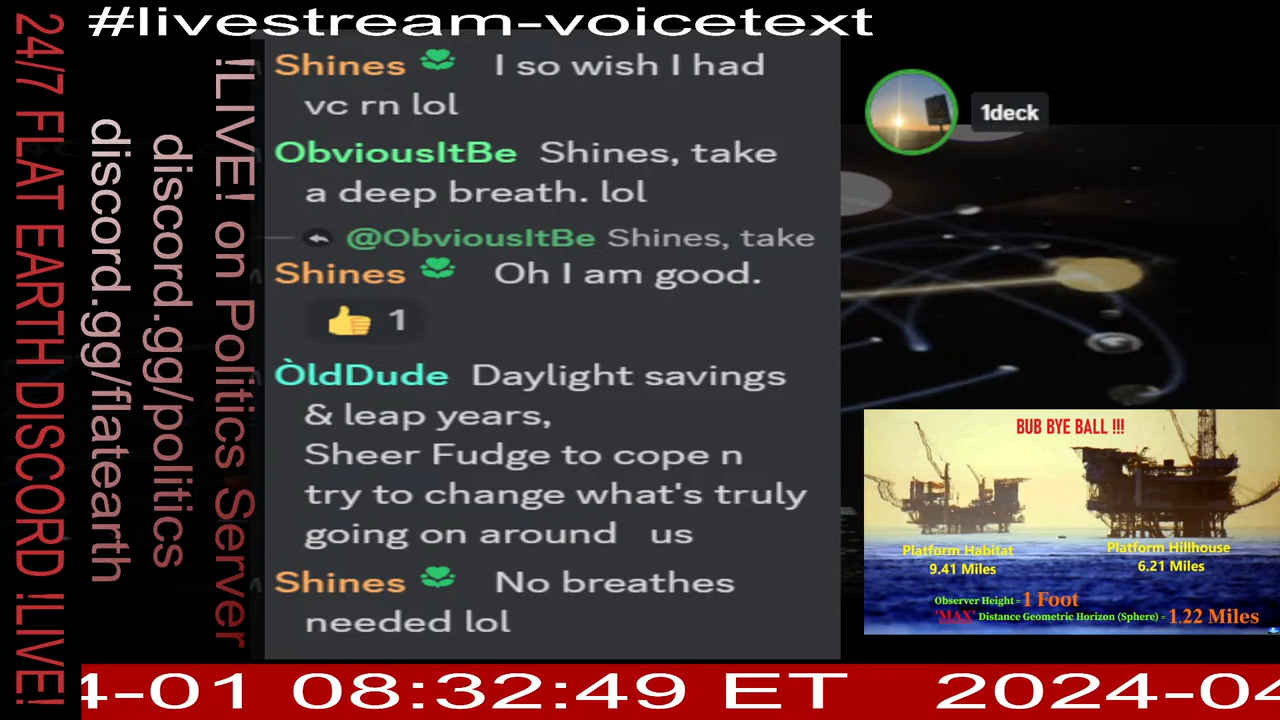 #livestream-voicetext
24/7 FLAT EARTH DISCORD !LIVE!
discord.gg/flatearth
discord.gg/politics
!LIVE! on Politics Server
Shines I so wish I had
vc rn lol
ObviousItBe Shines, take
a deep breath. lol
@ObviousItBe Shines, take
Shines Oh I am good.
👍 1
ÒldDude Daylight savings
& leap years,
Sheer Fudge to cope n
try to change what's truly
going on around us
Shines No breathes
needed lol
1deck
BUB BYE BALL !!!
Platform Habitat
9.41 Miles
Platform Hillhouse
6.21 Miles
Observer Height = 1 Foot
'MAX' Distance Geometric Horizon (Sphere) = 1.22 Miles
4-01 08:32:49 ET 2024-04